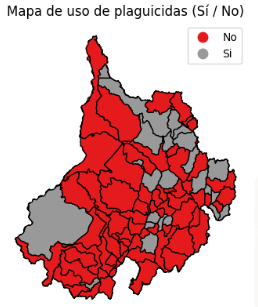 Mapa de uso de plaguicidas (Sí / No)
No
Si